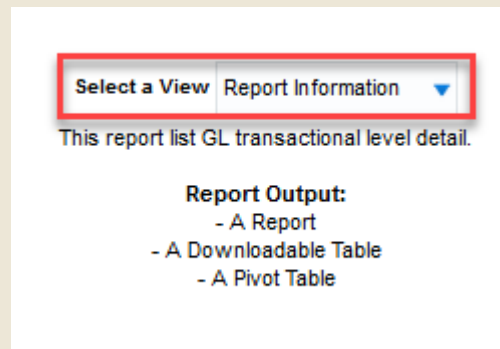 Select a View Report Information
This report list GL transactional level detail.
Report Output:
- A Report
- A Downloadable Table
- A Pivot Table